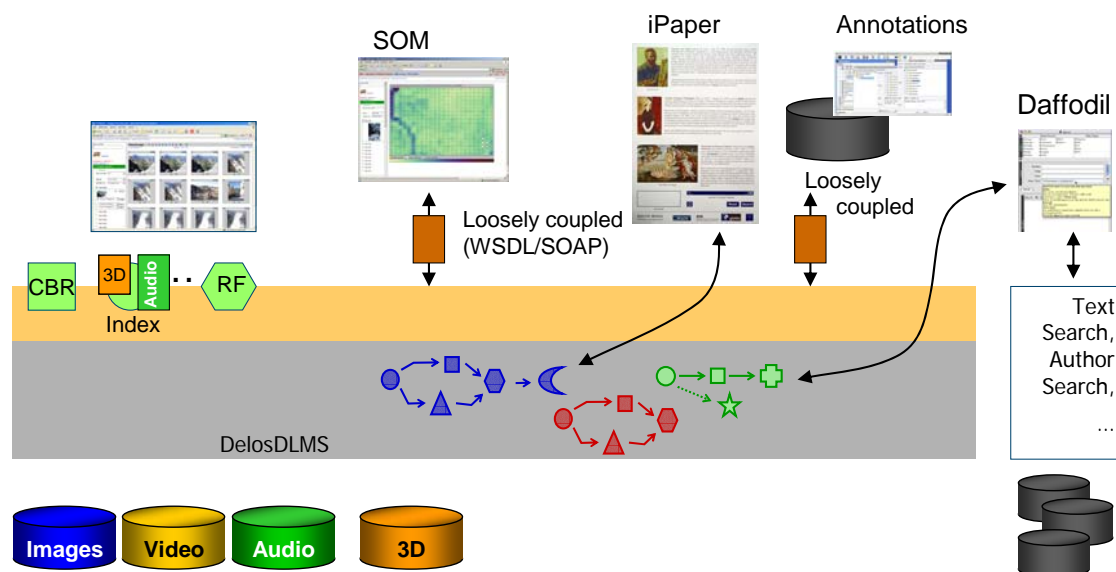 iPaper
Annotations
SOM
Daffodil
Loosely coupled
(WSDL/SOAP)
Loosely
coupled
CBR
3D
Audio
. .
RF
Index
Text
Search,
Author
Search,
...
DelosDLMS
Images
Video
Audio
3D